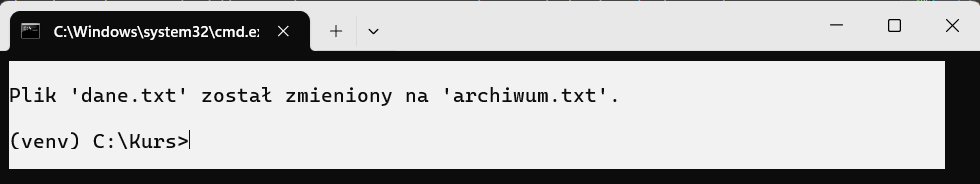 C:\Windows\system32\cmd.e
Plik 'dane.txt' został zmieniony na 'archiwum.txt'.
(venv) C:\Kurs>